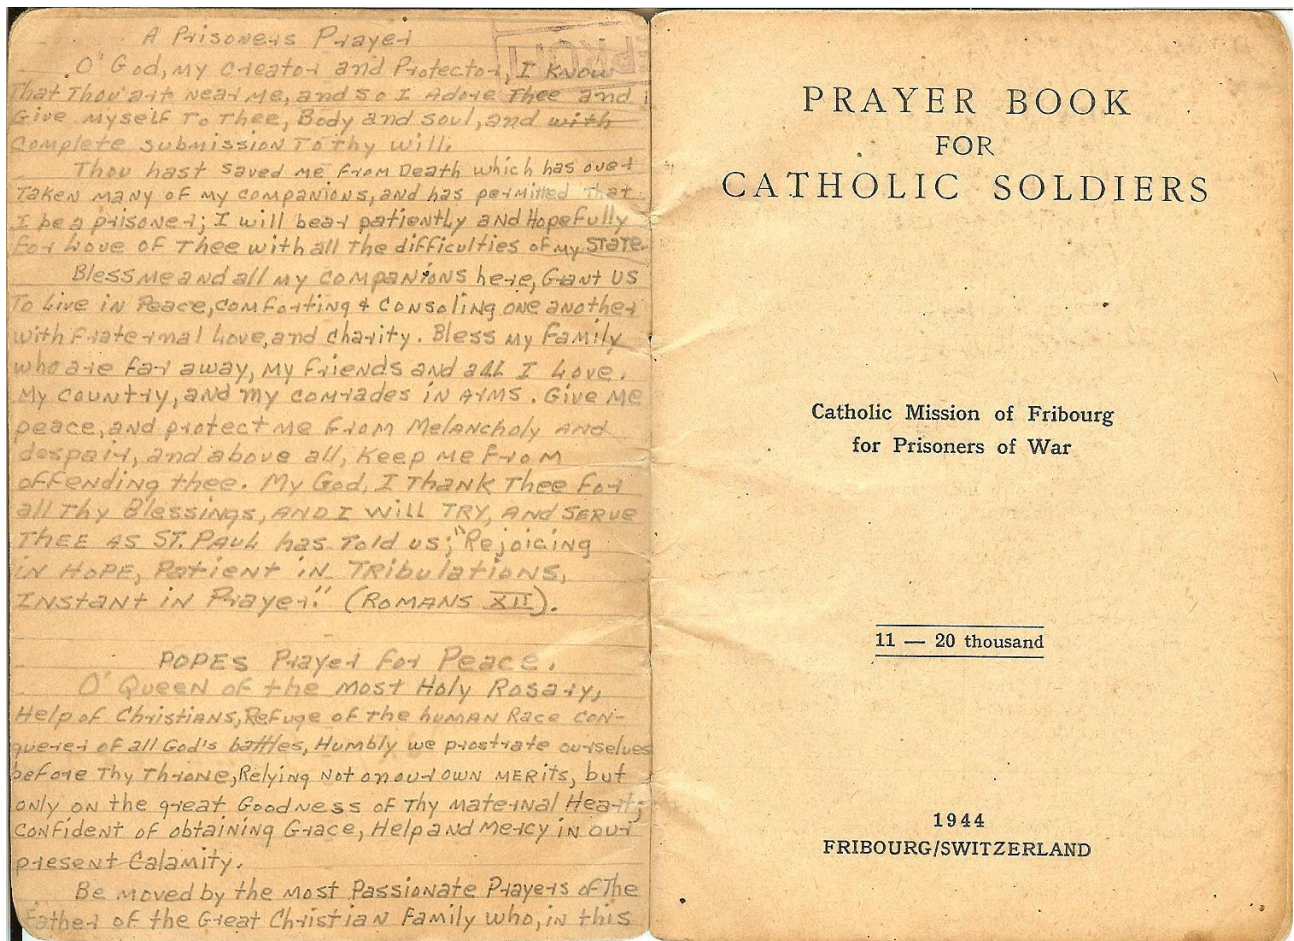 A Prisoners Prayer
O' God, my creator and Protector, I know
That Thou art near me, and so I Adore Thee and
Give myself To Thee, Body and soul, and with
complete submission To thy will.
Thou hast saved me from Death which has over
Taken many of my companions, and has permitted that
I be a prisoner; I will bear patiently and Hopefully
for Love of Thee with all the difficulties of my STATE.
Bless me and all my companions here, Grant US
To Live in Peace, comforting & consoling one another
with fraternal Love, and charity. Bless my Family
who are far away, my friends and all I Love.
My country, and my comrades in arms. Give me
peace, and protect me from Melancholy and
despair, and above all, keep me from
offending thee. My God, I Thank Thee for
all Thy Blessings, AND I will TRY, AND SERVE
THEE AS ST. PAUL has Told us; "Rejoicing
in HOPE, Patient in Tribulations,
Instant in Prayer." (ROMANS XII).
POPES Prayer for Peace.
O' Queen of the most Holy Rosary,
Help of Christians, Refuge of the human Race con-
querer of all God's battles, Humbly we prostrate ourselves
before Thy Throne, Relying Not on our own merits, but
only on the great Goodness of Thy maternal Heart;
confident of obtaining Grace, Help and Mercy in our
present Calamity.
Be moved by the most Passionate Prayers of The
Father of the Great Christian Family who, in this
PRAYER BOOK
FOR
CATHOLIC SOLDIERS
Catholic Mission of Fribourg
for Prisoners of War
11 — 20 thousand
1944
FRIBOURG/SWITZERLAND